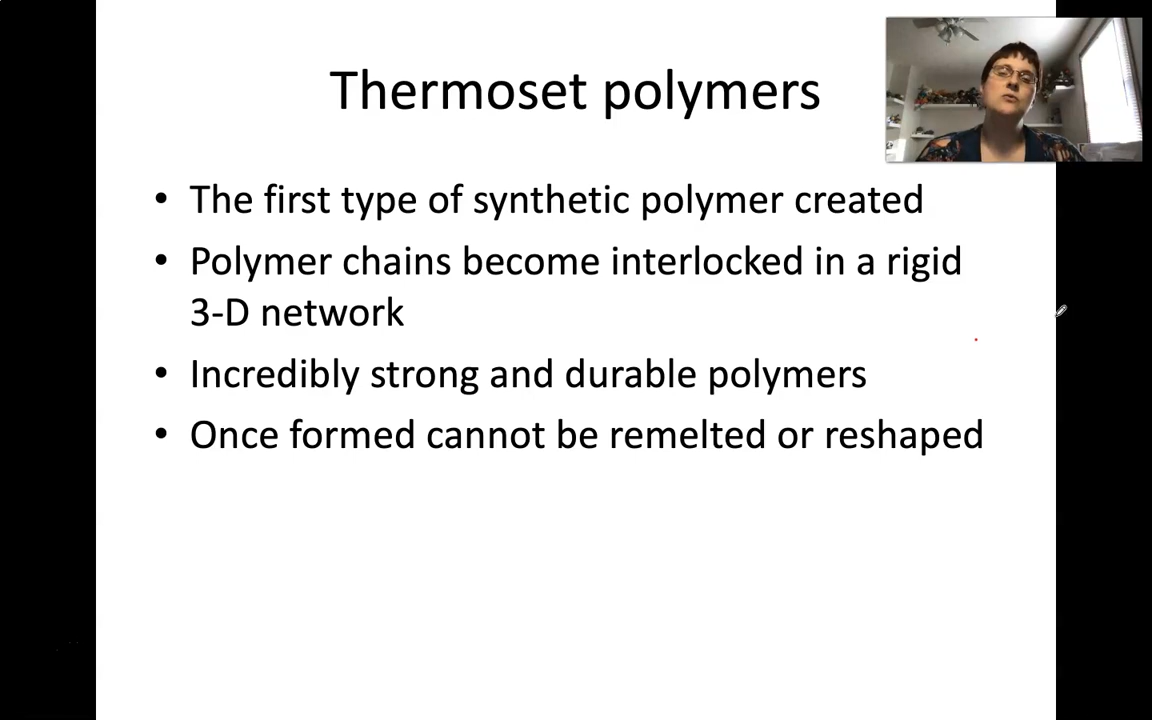 Thermoset polymers
• The first type of synthetic polymer created
• Polymer chains become interlocked in a rigid
3-D network
• Incredibly strong and durable polymers
• Once formed cannot be remelted or reshaped